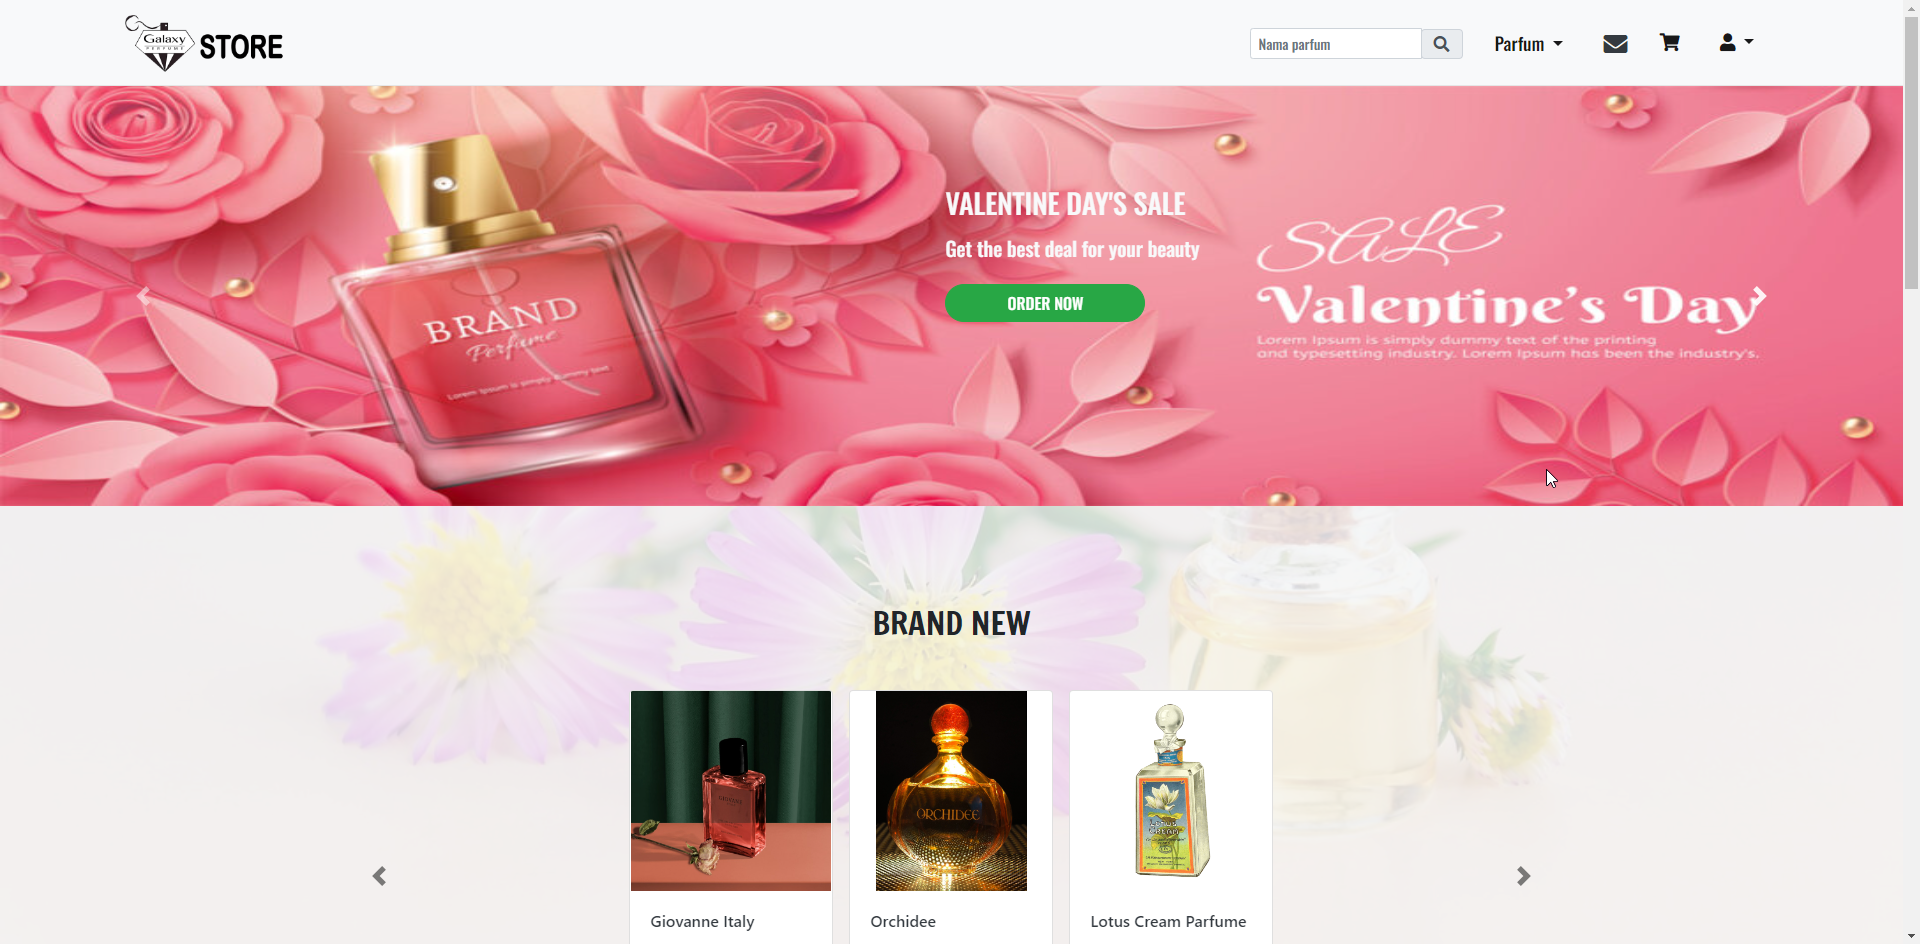 Galaxy
PERFUME
STORE
Nama parfum
Parfum
VALENTINE DAY'S SALE
Get the best deal for your beauty
ORDER NOW
BRAND
Perfume
Lorem Ipsum is simply dummy text
SALE
Valentine's Day
Lorem Ipsum is simply dummy text of the printing
and typesetting industry. Lorem Ipsum has been the industry's.
BRAND NEW
ORCHIDEE
Lotus
Cream
Giovanne Italy
Orchidee
Lotus Cream Parfume